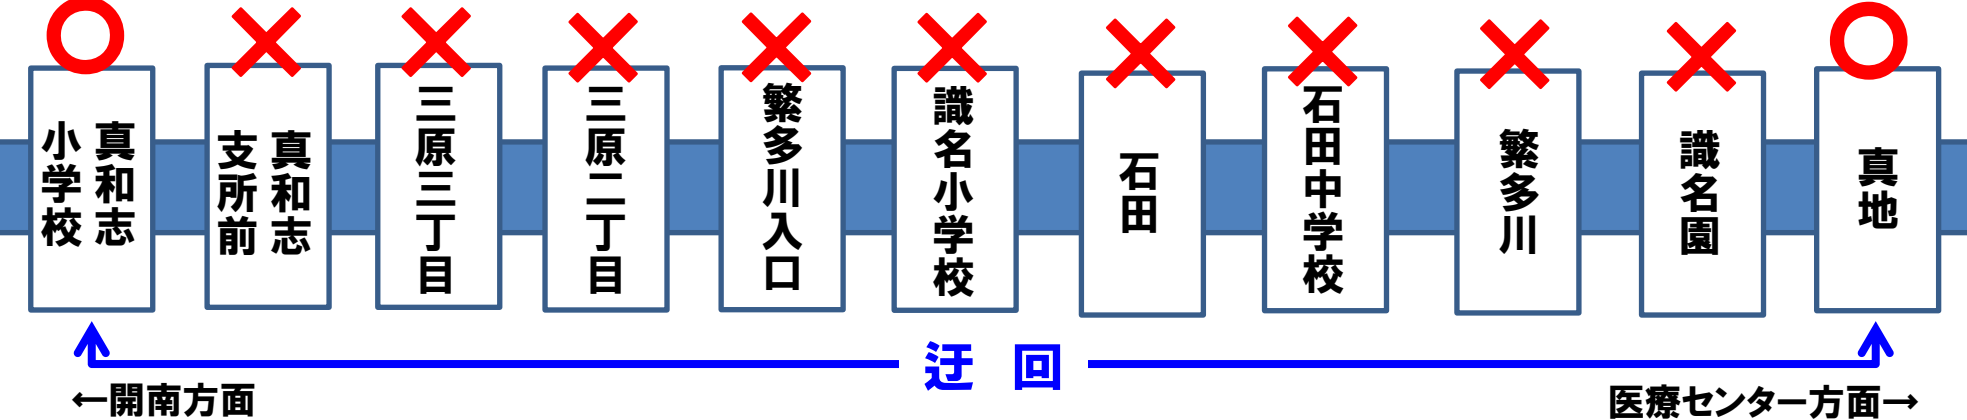 真和志
小学校
真和志
支所前
三原三丁目
三原二丁目
繁多川入口
識名小学校
石田
石田中学校
繁多川
識名園
真地
迂回
←開南方面
医療センター方面→